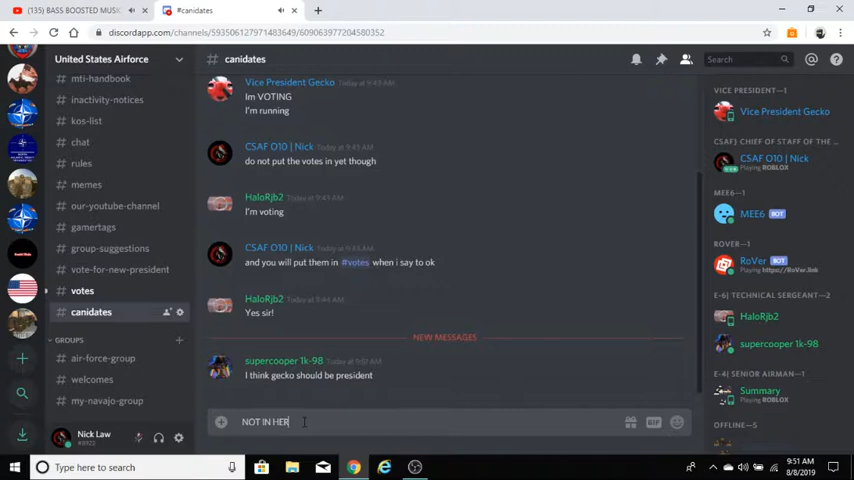 (135) BASS BOOSTED MUSI
#canidates
discordapp.com/channels/593506127971483649/609063977204580352
United States Airforce
canidates
Search
mti-handbook
inactivity-notices
kos-list
chat
rules
memes
our-youtube-channel
gamertags
group-suggestions
vote-for-new-president
votes
canidates
GROUPS
air-force-group
welcomes
my-navajo-group
Nick Law
#8922
Vice President Gecko Today at 9:43 AM
Im VOTING
I'm running
CSAF O10 | Nick Today at 9:43 AM
do not put the votes in yet though
HaloRjb2 Today at 9:43 AM
I'm voting
CSAF O10 | Nick Today at 9:43 AM
and you will put them in #votes when i say to ok
HaloRjb2 Today at 9:44 AM
Yes sir!
NEW MESSAGES
supercooper 1k-98 Today at 9:51 AM
I think gecko should be president
NOT IN HER
GIF
VICE PRESIDENT—1
Vice President Gecko
CSAF} CHIEF OF STAFF OF THE ...
CSAF O10 | Nick
Playing ROBLOX
MEE6—1
MEE6 BOT
ROVER—1
RoVer BOT
Playing https://RoVer.link
E-6| TECHNICAL SERGEANT—2
HaloRjb2
supercooper 1k-98
E-4| SENIOR AIRMAN—1
Summary
Playing ROBLOX
OFFLINE—5
Type here to search
9:51 AM
8/8/2019